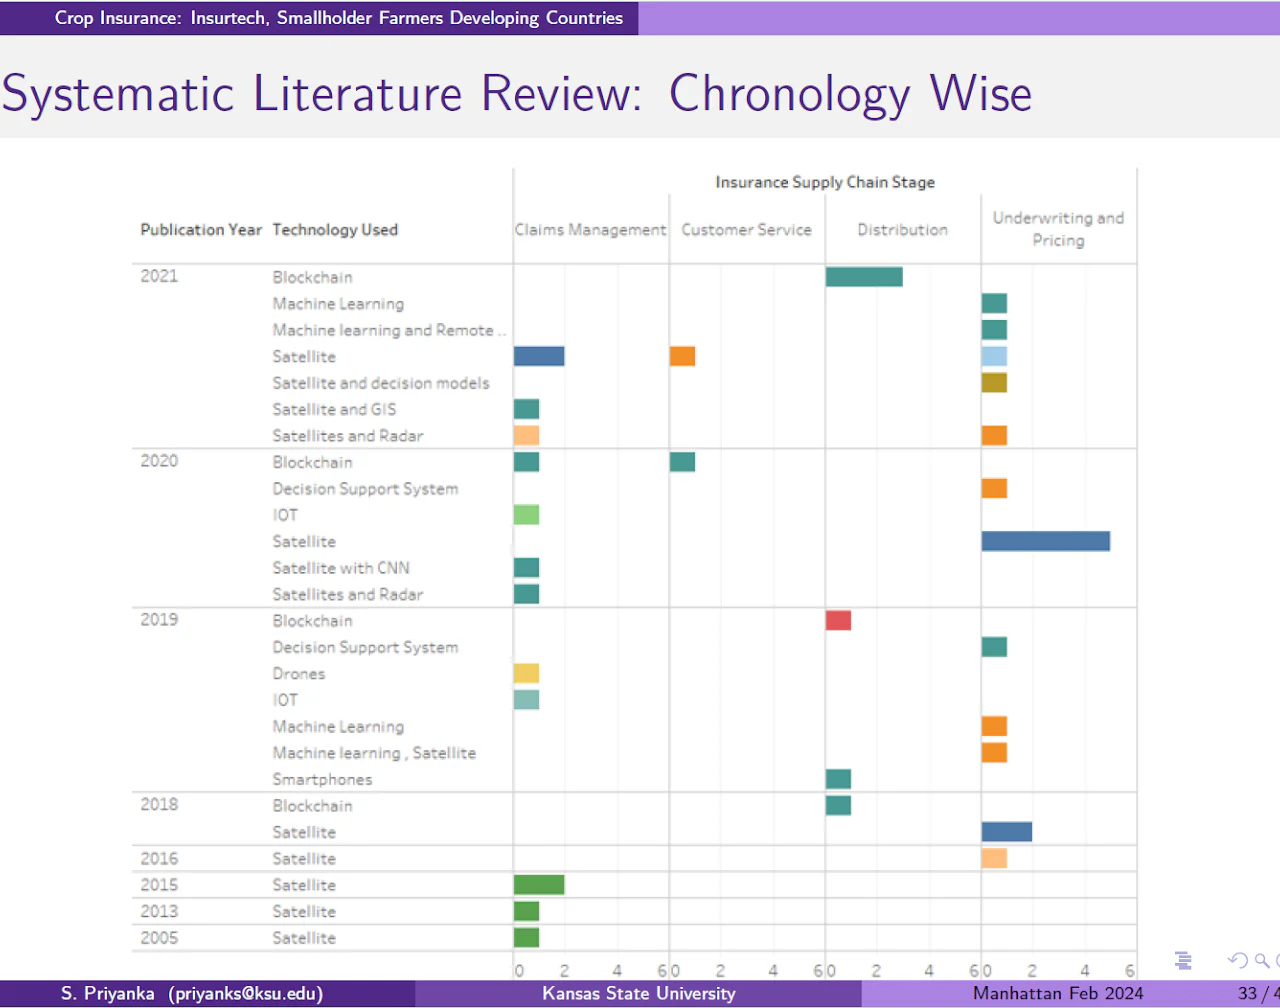 Crop Insurance: Insurtech, Smallholder Farmers Developing Countries
Systematic Literature Review: Chronology Wise
Insurance Supply Chain Stage
Publication Year Technology Used Claims Management Customer Service Distribution Underwriting and Pricing
2021 Blockchain
Machine Learning
Machine learning and Remote ..
Satellite
Satellite and decision models
Satellite and GIS
Satellites and Radar
2020 Blockchain
Decision Support System
IOT
Satellite
Satellite with CNN
Satellites and Radar
2019 Blockchain
Decision Support System
Drones
IOT
Machine Learning
Machine learning , Satellite
Smartphones
2018 Blockchain
Satellite
2016 Satellite
2015 Satellite
2013 Satellite
2005 Satellite
0 2 4 6 0 2 4 6 0 2 4 6 0 2 4 6
S. Priyanka (priyanks@ksu.edu) Kansas State University Manhattan Feb 2024 33 / 4